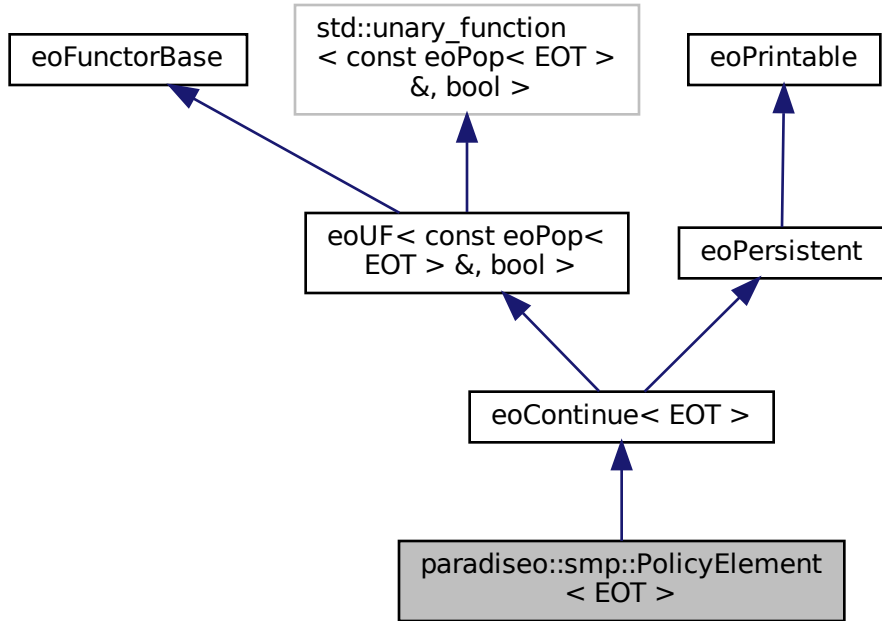 std::unary_function
< const eoPop< EOT >
&, bool >
eoFunctorBase
eoPrintable
eoUF< const eoPop<
EOT > &, bool >
eoPersistent
eoContinue< EOT >
paradiseo::smp::PolicyElement
< EOT >